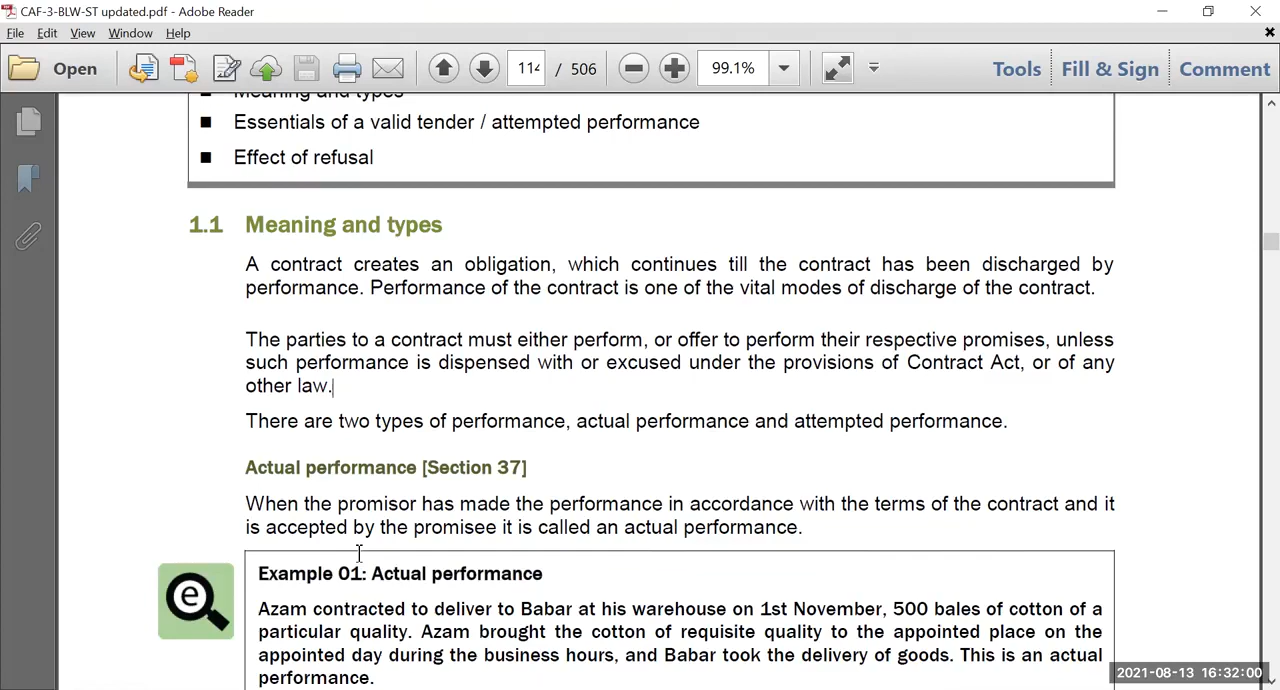 CAF-3-BLW-ST updated.pdf - Adobe Reader
File Edit View Window Help
Open 114 / 506 99.1% Tools Fill & Sign Comment
Meaning and types
■ Essentials of a valid tender / attempted performance
■ Effect of refusal
1.1 Meaning and types
A contract creates an obligation, which continues till the contract has been discharged by
performance. Performance of the contract is one of the vital modes of discharge of the contract.
The parties to a contract must either perform, or offer to perform their respective promises, unless
such performance is dispensed with or excused under the provisions of Contract Act, or of any
other law.
There are two types of performance, actual performance and attempted performance.
Actual performance [Section 37]
When the promisor has made the performance in accordance with the terms of the contract and it
is accepted by the promisee it is called an actual performance.
Example 01: Actual performance
Azam contracted to deliver to Babar at his warehouse on 1st November, 500 bales of cotton of a
particular quality. Azam brought the cotton of requisite quality to the appointed place on the
appointed day during the business hours, and Babar took the delivery of goods. This is an actual
performance.
2021-08-13 16:32:00